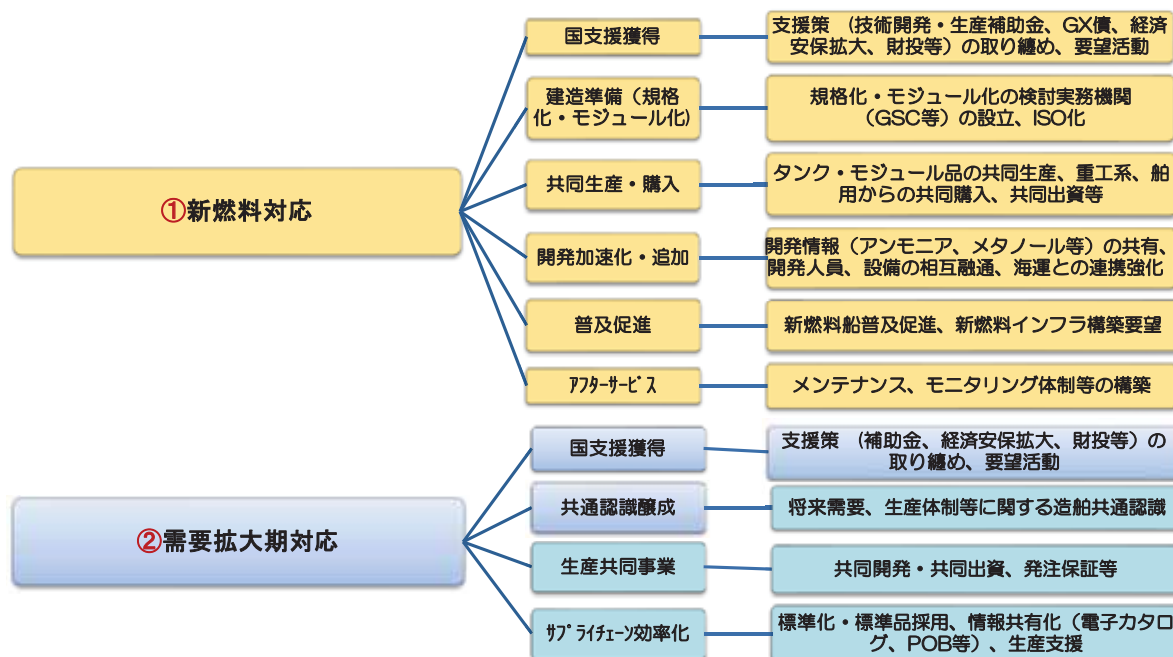 ①新燃料対応
国支援獲得
支援策 （技術開発・生産補助金、GX債、経済
安保拡大、財投等）の取り纏め、要望活動
建造準備（規格
化・モジュール化)
規格化・モジュール化の検討実務機関
（GSC等）の設立、ISO化
共同生産・購入
タンク・モジュール品の共同生産、重工系、舶
用からの共同購入、共同出資等
開発加速化・追加
開発情報（アンモニア、メタノール等）の共有、
開発人員、設備の相互融通、海運との連携強化
普及促進
新燃料船普及促進、新燃料インフラ構築要望
ｱﾌﾀｰｻｰﾋﾞｽ
メンテナンス、モニタリング体制等の構築
②需要拡大期対応
国支援獲得
支援策 （補助金、経済安保拡大、財投等）の
取り纏め、要望活動
共通認識醸成
将来需要、生産体制等に関する造船共通認識
生産共同事業
共同開発・共同出資、発注保証等
ｻﾌﾟﾗｲﾁｪｰﾝ効率化
標準化・標準品採用、情報共有化（電子カタロ
グ、POB等）、生産支援